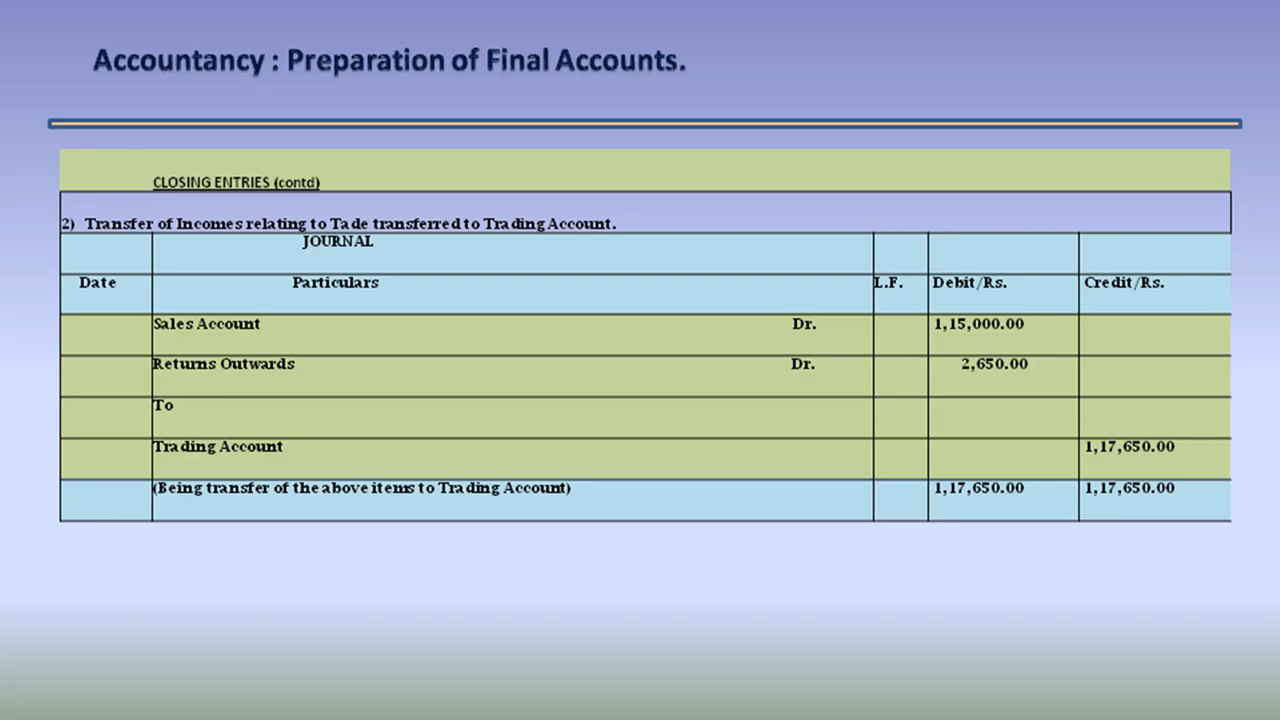 Accountancy : Preparation of Final Accounts.
CLOSING ENTRIES (contd)
2) Transfer of Incomes relating to Tade transferred to Trading Account.
JOURNAL
Date Particulars L.F. Debit/Rs. Credit/Rs.
Sales Account Dr. 1,15,000.00
Returns Outwards Dr. 2,650.00
To
Trading Account 1,17,650.00
(Being transfer of the above items to Trading Account) 1,17,650.00 1,17,650.00